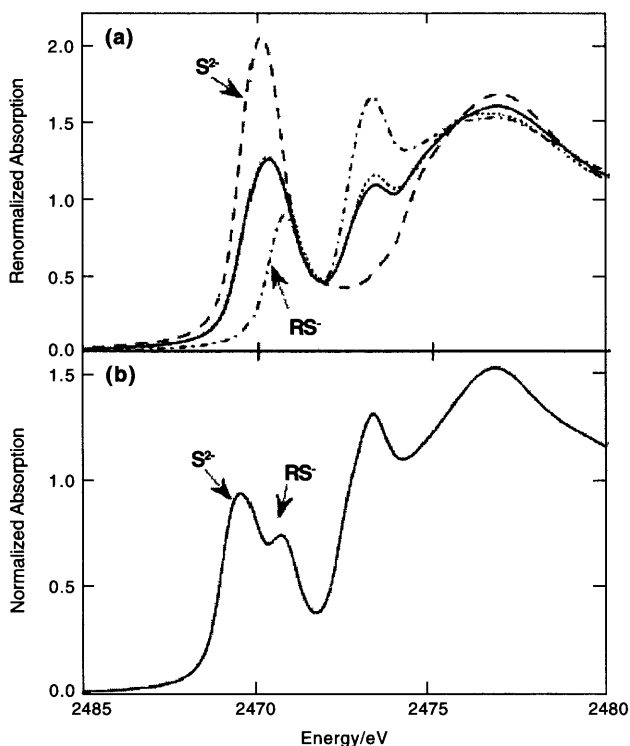 (a)
S²⁻
RS⁻
2.0
1.5
1.0
0.5
0.0
Renormalized Absorption
(b)
S²⁻
RS⁻
1.5
1.0
0.5
0.0
Normalized Absorption
2485 2470 2475 2480
Energy/eV